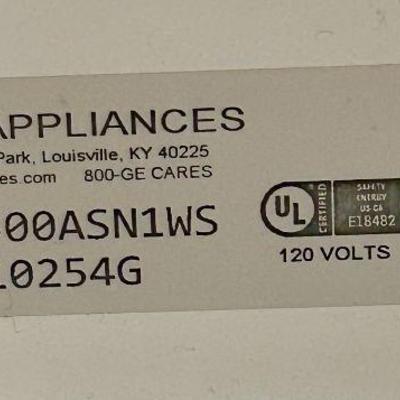 APPLIANCES
Park, Louisville, KY 40225
es.com 800-GE CARES
00ASN1WS
10254G
UL
CERTIFIED
SAFETY
ENERGY
US CA
E18482
120 VOLTS